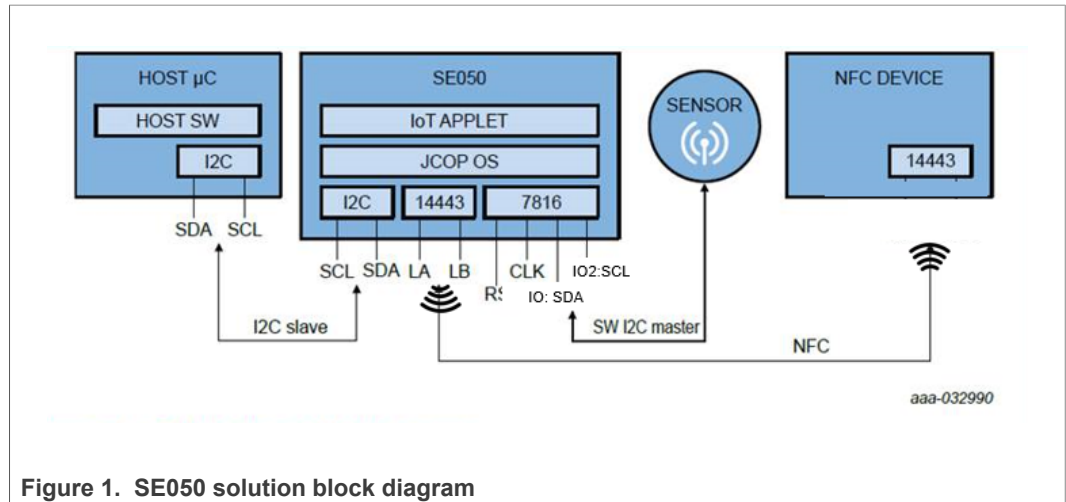 HOST µC
HOST SW
I2C
SDA SCL
SE050
IoT APPLET
JCOP OS
I2C 14443 7816
SCL SDA LA LB CLK IO2:SCL
IO: SDA
SENSOR
NFC DEVICE
14443
I2C slave
SW I2C master
NFC
aaa-032990
Figure 1. SE050 solution block diagram